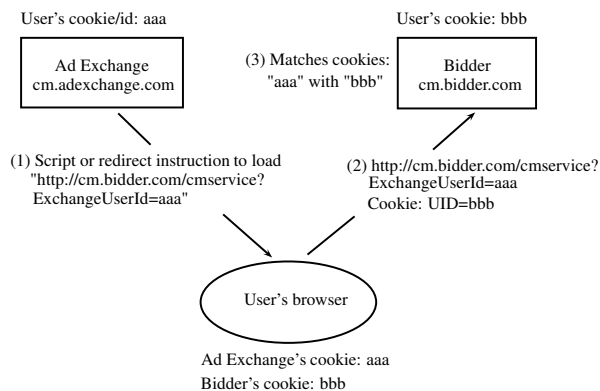 User's cookie/id: aaa
User's cookie: bbb
Ad Exchange
cm.adexchange.com
(3) Matches cookies:
"aaa" with "bbb"
Bidder
cm.bidder.com
(1) Script or redirect instruction to load
"http://cm.bidder.com/cmservice?
ExchangeUserId=aaa"
(2) http://cm.bidder.com/cmservice?
ExchangeUserId=aaa
Cookie: UID=bbb
User's browser
Ad Exchange's cookie: aaa
Bidder's cookie: bbb